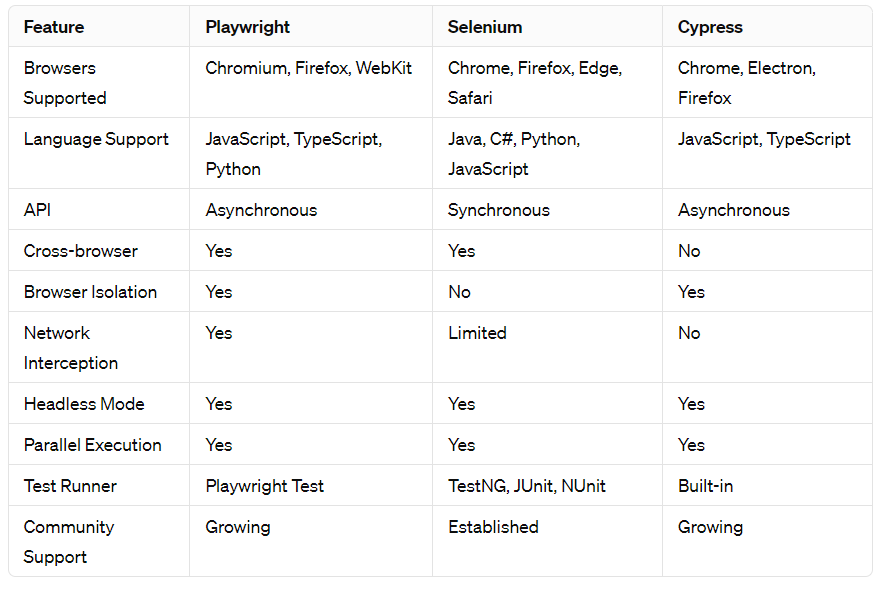 Feature Playwright Selenium Cypress
Browsers Supported Chromium, Firefox, WebKit Chrome, Firefox, Edge, Safari Chrome, Electron, Firefox
Language Support JavaScript, TypeScript, Python Java, C#, Python, JavaScript JavaScript, TypeScript
API Asynchronous Synchronous Asynchronous
Cross-browser Yes Yes No
Browser Isolation Yes No Yes
Network Interception Yes Limited No
Headless Mode Yes Yes Yes
Parallel Execution Yes Yes Yes
Test Runner Playwright Test TestNG, JUnit, NUnit Built-in
Community Support Growing Established Growing